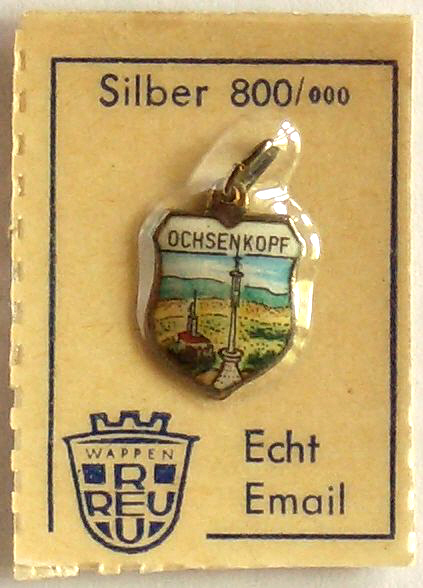 Silber 800/000
OCHSENKOPF
WAPPEN
R
REU
U
Echt
Email